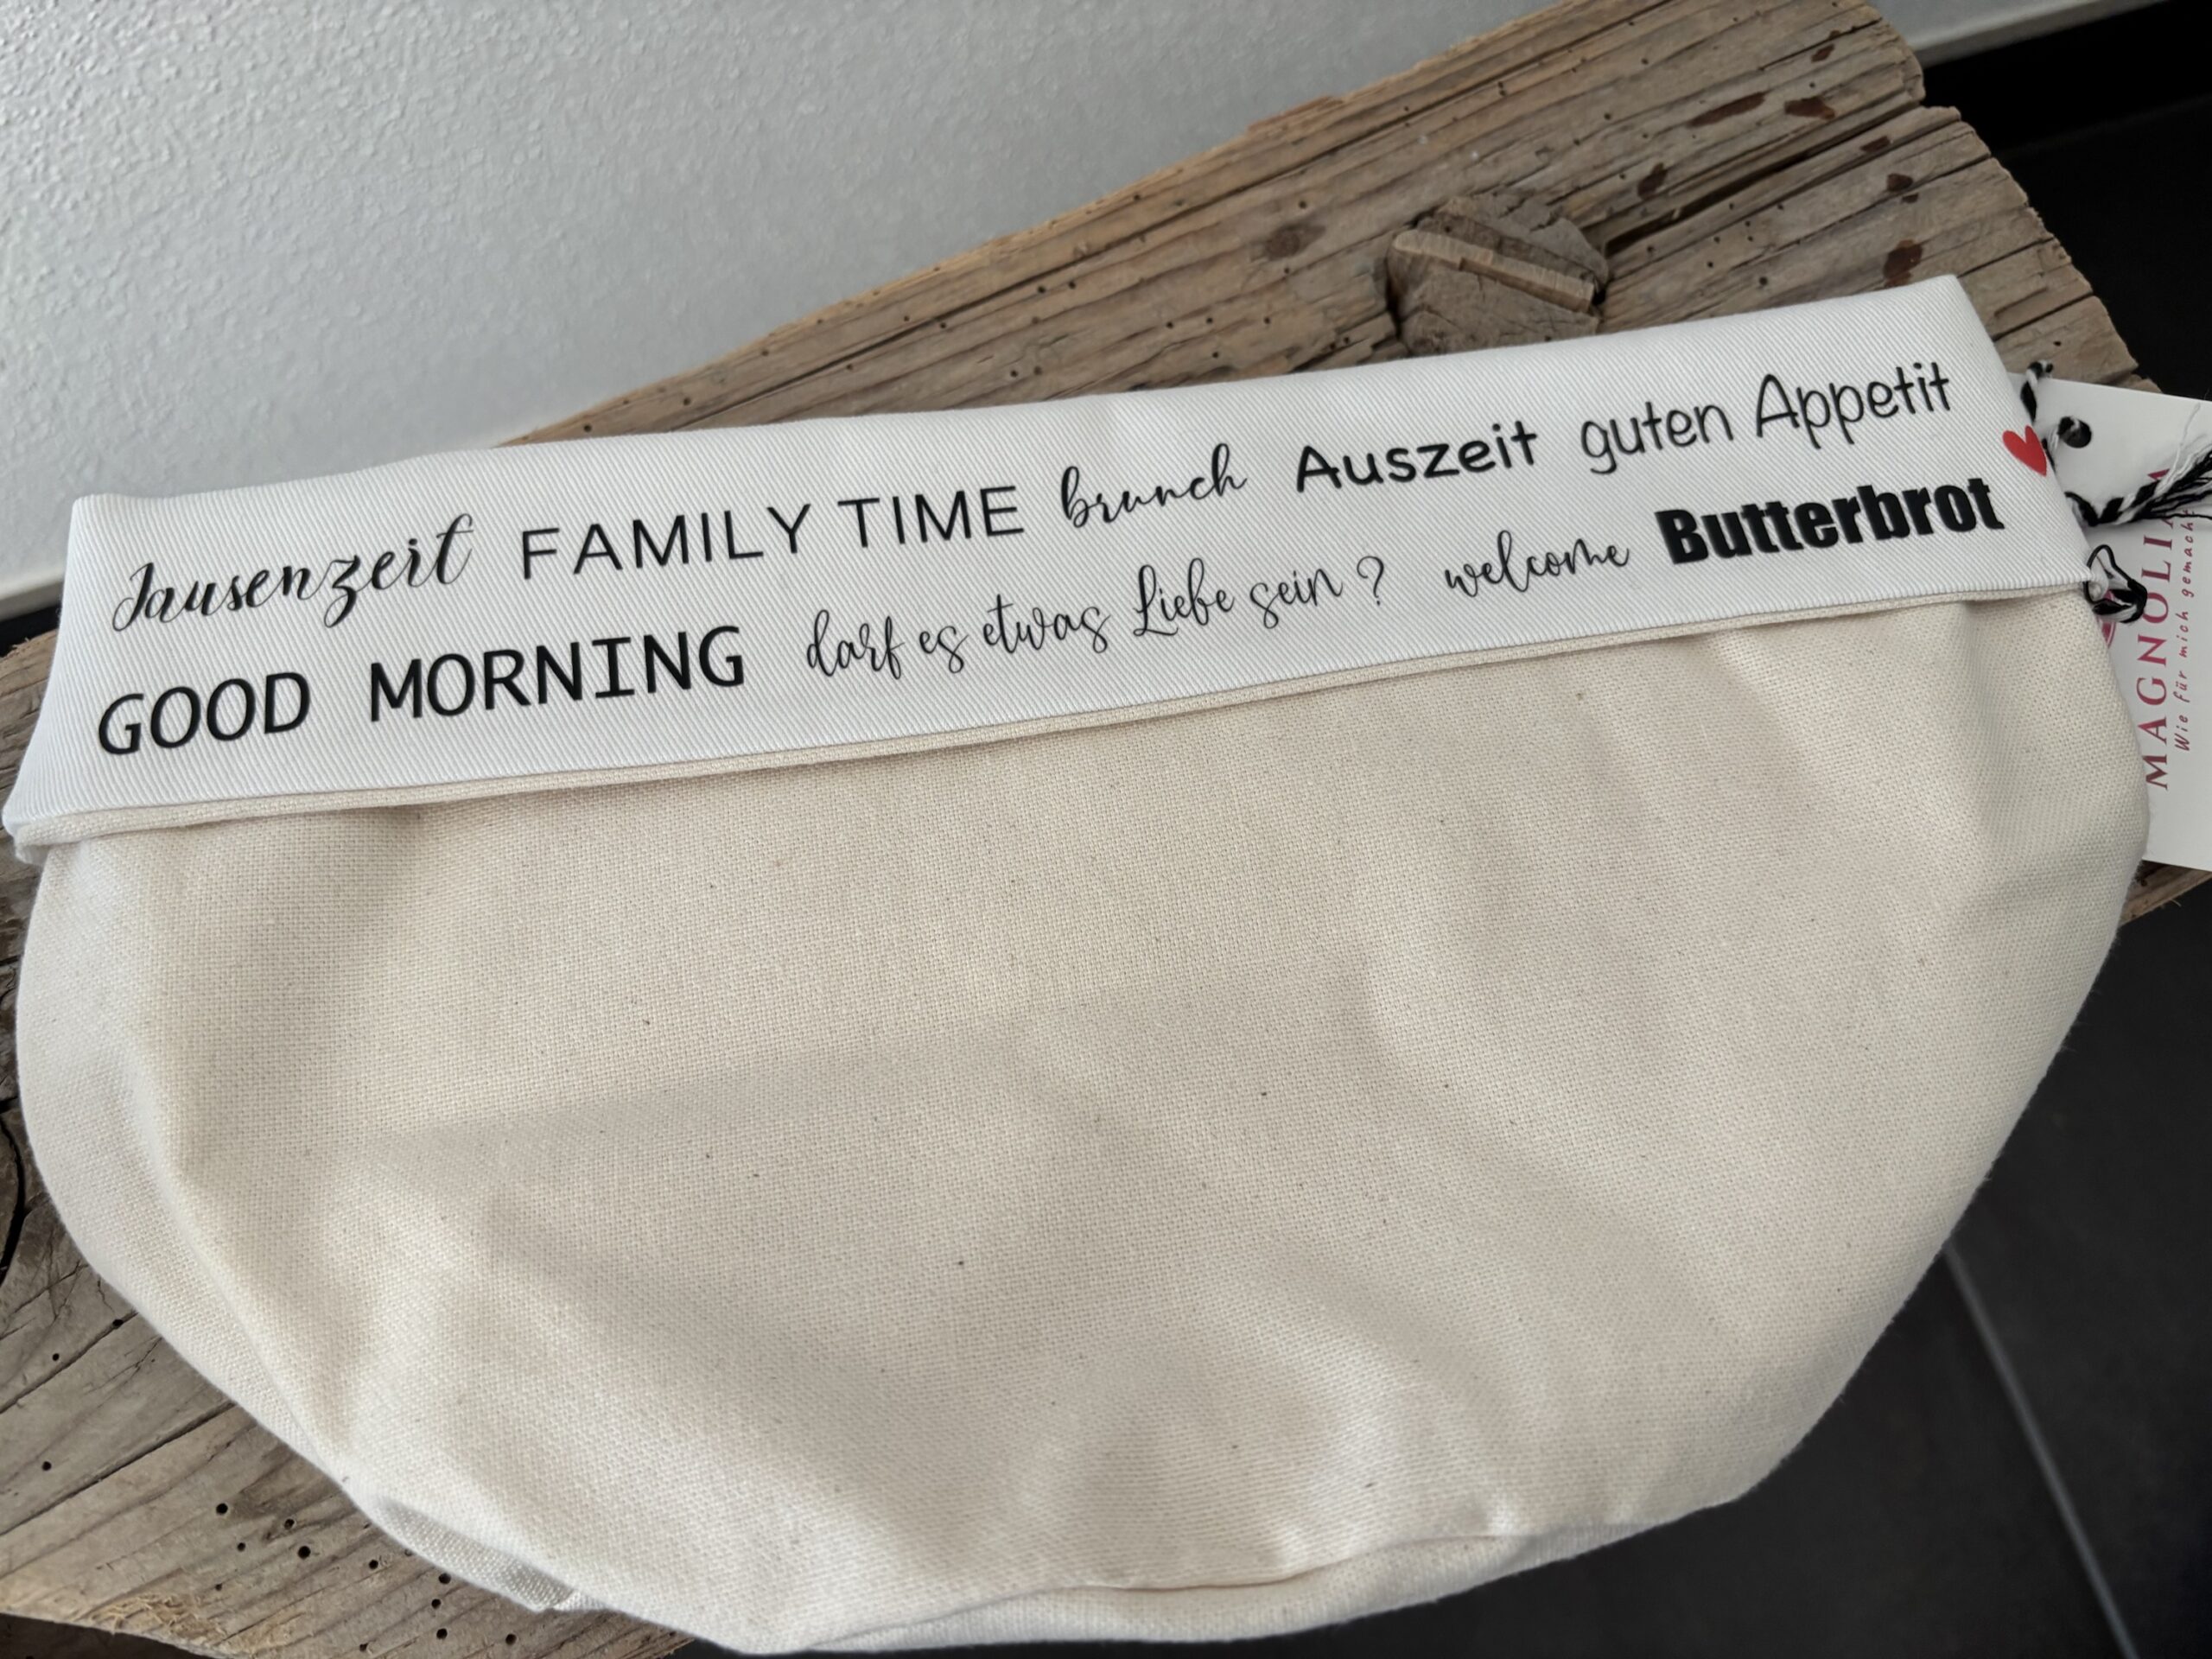 Jausenzeit FAMILY TIME brunch Auszeit guten Appetit
GOOD MORNING darf es etwas Liebe sein ? welcome Butterbrot
MAGNOLIA
Wie für mich gemacht